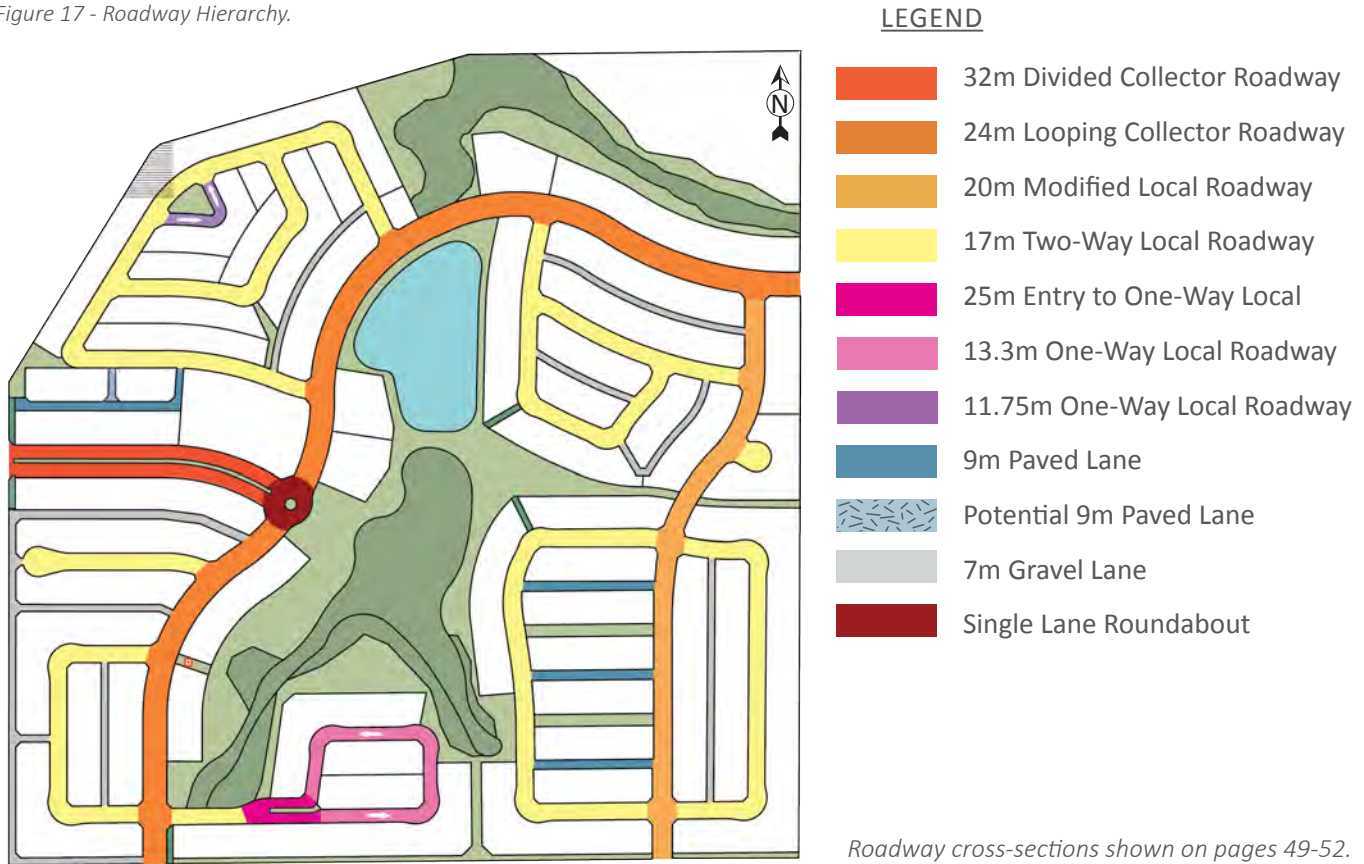 Figure 17 - Roadway Hierarchy.
LEGEND
N
32m Divided Collector Roadway
24m Looping Collector Roadway
20m Modified Local Roadway
17m Two-Way Local Roadway
25m Entry to One-Way Local
13.3m One-Way Local Roadway
11.75m One-Way Local Roadway
9m Paved Lane
Potential 9m Paved Lane
7m Gravel Lane
Single Lane Roundabout
Roadway cross-sections shown on pages 49-52.